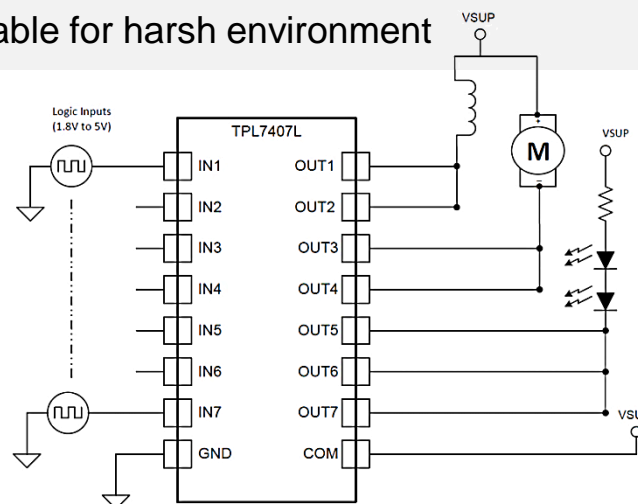 able for harsh environment
VSUP
Logic Inputs
(1.8V to 5V)
TPL7407L
VSUP
IN1
OUT1
M
IN2
OUT2
IN3
OUT3
IN4
OUT4
IN5
OUT5
IN6
OUT6
IN7
OUT7
VSU
GND
COM